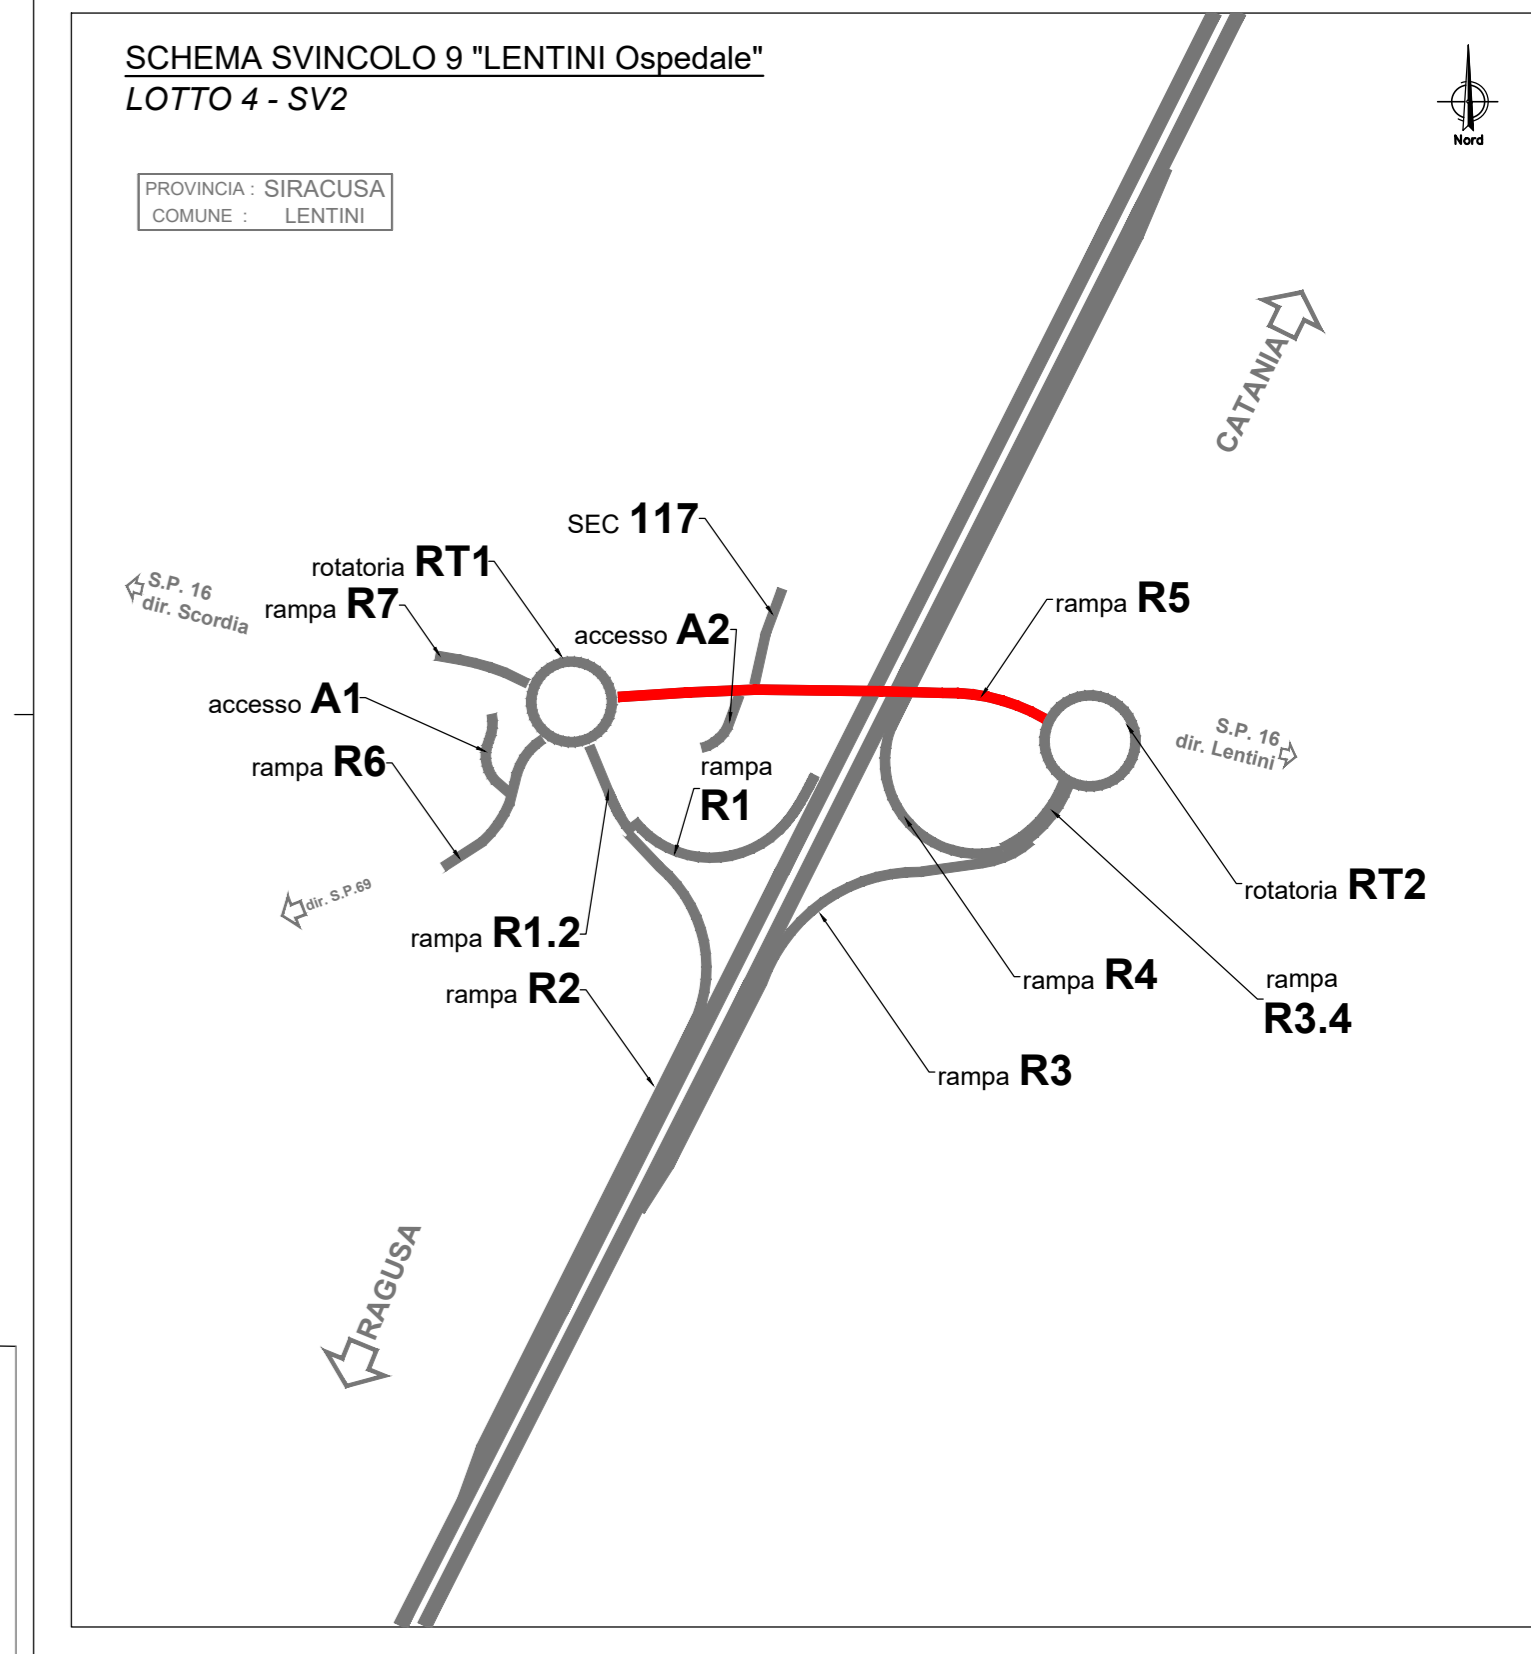 SCHEMA SVINCOLO 9 "LENTINI Ospedale"
LOTTO 4 - SV2
Nord
PROVINCIA : SIRACUSA
COMUNE : LENTINI
CATANIA
SEC 117
rotatoria RT1
S.P. 16
dir. Scordia
rampa R7
rampa R5
accesso A2
accesso A1
S.P. 16
dir. Lentini
rampa R6
rampa
R1
dir. S.P.69
rotatoria RT2
rampa R1.2
rampa R4
rampa
R3.4
rampa R2
rampa R3
RAGUSA